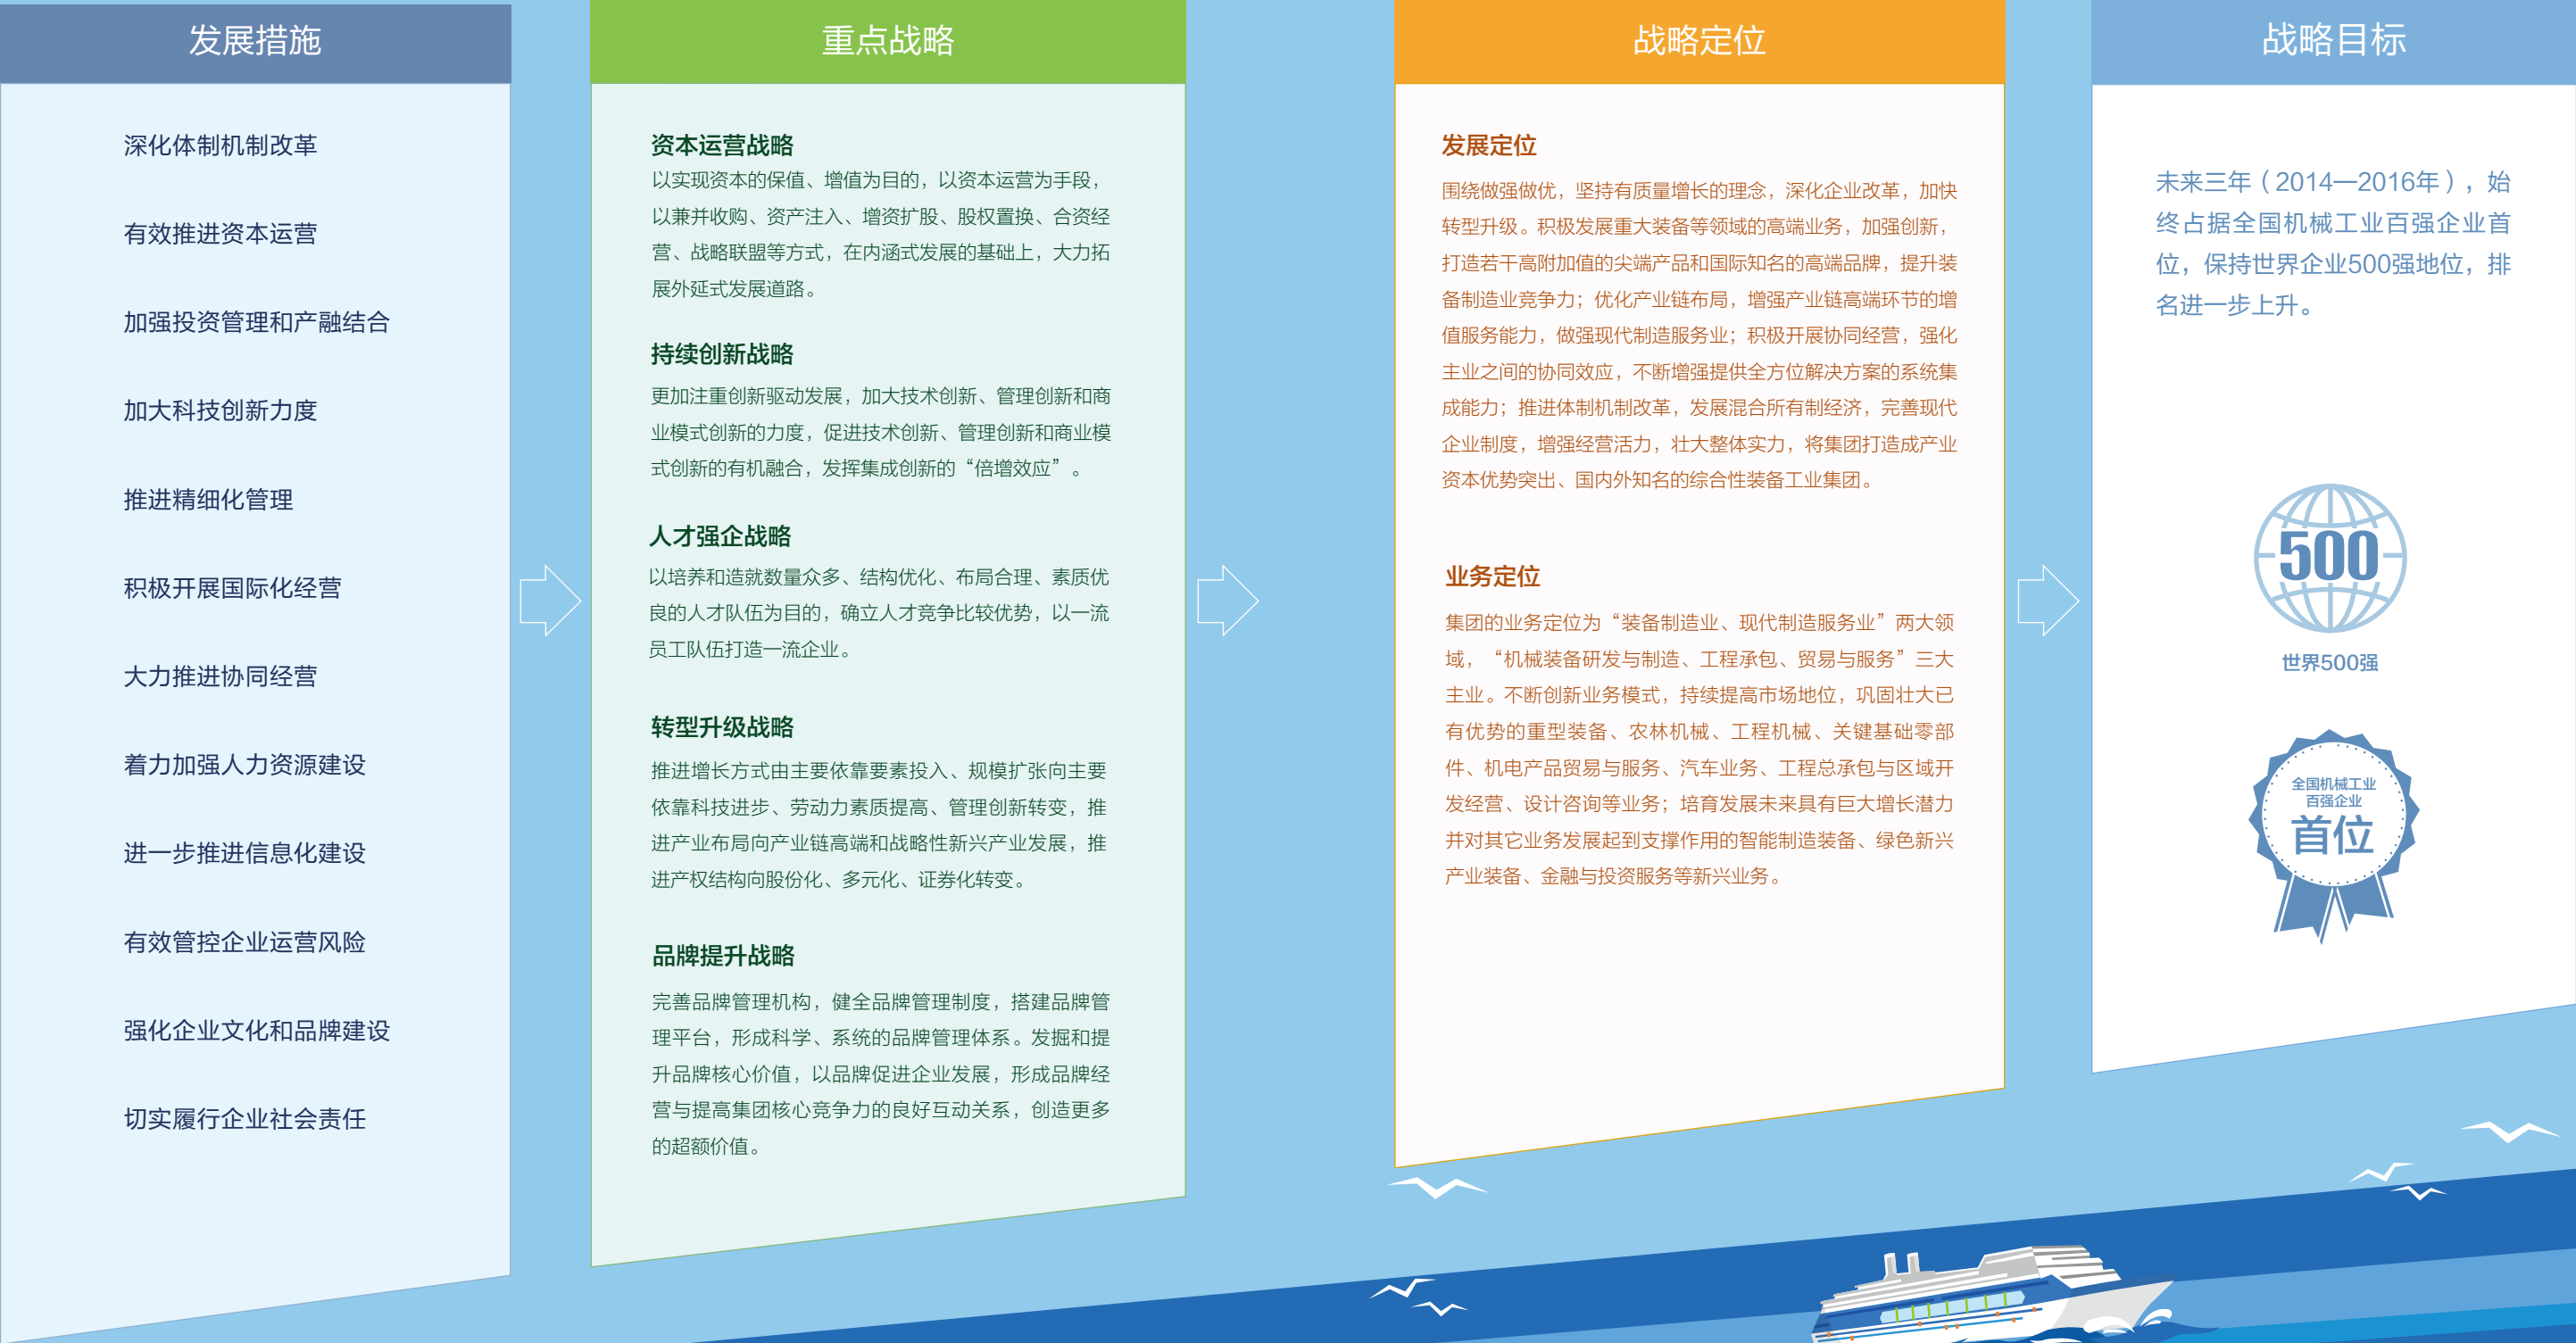 发展措施
深化体制机制改革
有效推进资本运营
加强投资管理和产融结合
加大科技创新力度
推进精细化管理
积极开展国际化经营
大力推进协同经营
着力加强人力资源建设
进一步推进信息化建设
有效管控企业运营风险
强化企业文化和品牌建设
切实履行企业社会责任
重点战略
资本运营战略
以实现资本的保值、增值为目的，以资本运营为手段，
以兼并收购、资产注入、增资扩股、股权置换、合资经
营、战略联盟等方式，在内涵式发展的基础上，大力拓
展外延式发展道路。
持续创新战略
更加注重创新驱动发展，加大技术创新、管理创新和商
业模式创新的力度，促进技术创新、管理创新和商业模
式创新的有机融合，发挥集成创新的“倍增效应”。
人才强企战略
以培养和造就数量众多、结构优化、布局合理、素质优
良的人才队伍为目的，确立人才竞争比较优势，以一流
员工队伍打造一流企业。
转型升级战略
推进增长方式由主要依靠要素投入、规模扩张向主要
依靠科技进步、劳动力素质提高、管理创新转变，推
进产业布局向产业链高端和战略性新兴产业发展，推
进产权结构向股份化、多元化、证券化转变。
品牌提升战略
完善品牌管理机构，健全品牌管理制度，搭建品牌管
理平台，形成科学、系统的品牌管理体系。发掘和提
升品牌核心价值，以品牌促进企业发展，形成品牌经
营与提高集团核心竞争力的良好互动关系，创造更多
的超额价值。
战略定位
发展定位
围绕做强做优，坚持有质量增长的理念，深化企业改革，加快
转型升级。积极发展重大装备等领域的高端业务，加强创新，
打造若干高附加值的尖端产品和国际知名的高端品牌，提升装
备制造业竞争力；优化产业链布局，增强产业链高端环节的增
值服务能力，做强现代制造服务业；积极开展协同经营，强化
主业之间的协同效应，不断增强提供全方位解决方案的系统集
成能力；推进体制机制改革，发展混合所有制经济，完善现代
企业制度，增强经营活力，壮大整体实力，将集团打造成产业
资本优势突出、国内外知名的综合性装备工业集团。
业务定位
集团的业务定位为“装备制造业、现代制造服务业”两大领
域，“机械装备研发与制造、工程承包、贸易与服务”三大
主业。不断创新业务模式，持续提高市场地位，巩固壮大已
有优势的重型装备、农林机械、工程机械、关键基础零部
件、机电产品贸易与服务、汽车业务、工程总承包与区域开
发经营、设计咨询等业务；培育发展未来具有巨大增长潜力
并对其它业务发展起到支撑作用的智能制造装备、绿色新兴
产业装备、金融与投资服务等新兴业务。
战略目标
未来三年（2014—2016年），始
终占据全国机械工业百强企业首
位，保持世界企业500强地位，排
名进一步上升。
500
世界500强
全国机械工业
百强企业
首位